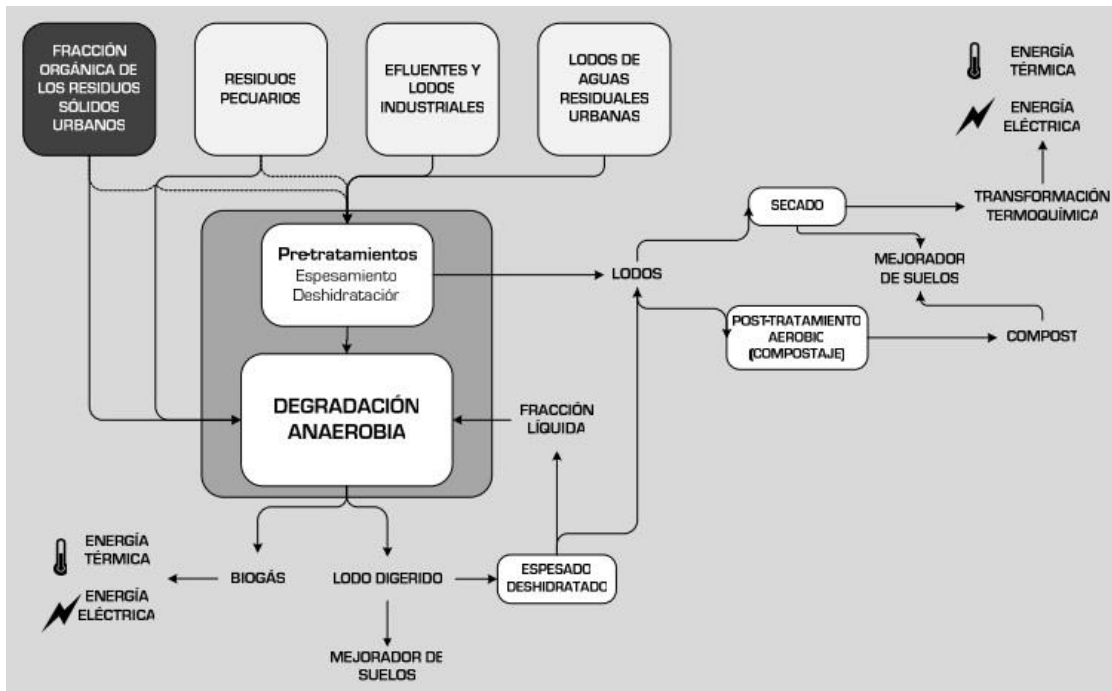 FRACCIÓN
ORGÁNICA DE
LOS RESIDUOS
SÓLIDOS
URBANOS
RESIDUOS
PECUARIOS
EFLUENTES Y
LODOS
INDUSTRIALES
LODOS DE
AGUAS
RESIDUALES
URBANAS
ENERGÍA
TÉRMICA
ENERGÍA
ELÉCTRICA
TRANSFORMACIÓN
TERMOQUÍMICA
SECADO
MEJORADOR
DE SUELOS
Pre-tratamientos
Espesamiento
Deshidrataciór
LODOS
POST-TRATAMIENTO
AEROBIC
(COMPOSTAJE)
COMPOST
DEGRADACIÓN
ANAEROBIA
FRACCIÓN
LÍQUIDA
ENERGÍA
TÉRMICA
ENERGÍA
ELÉCTRICA
BIOGÁS
LODO DIGERIDO
ESPESADO
DESHIDRATADO
MEJORADOR DE
SUELOS